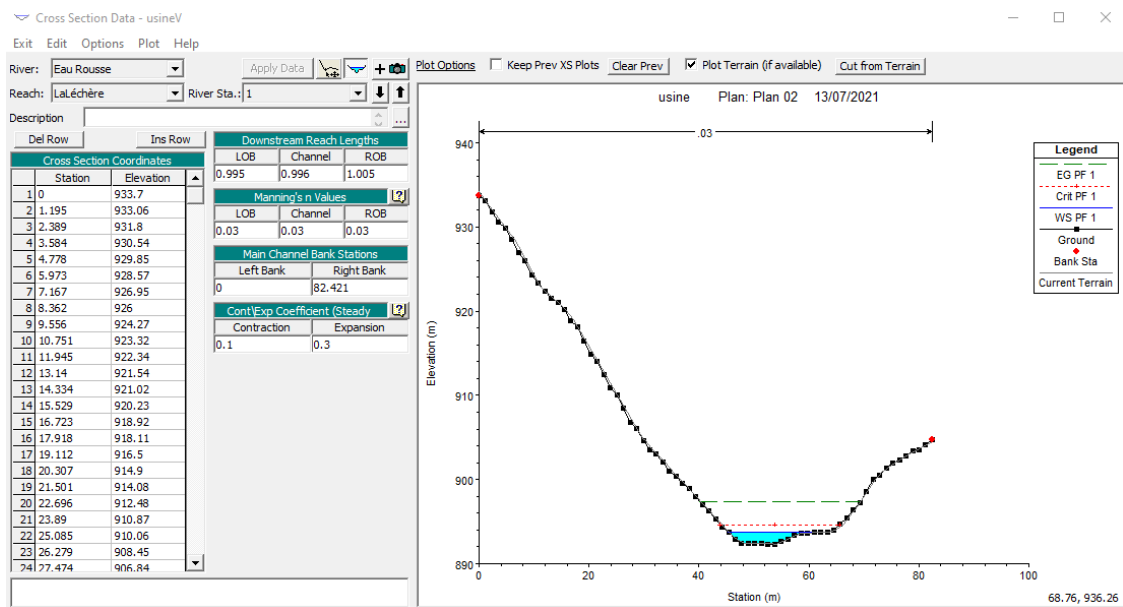 Cross Section Data - usineV
Exit Edit Options Plot Help
River: Eau Rousse Apply Data
Reach: LaLéchère River Sta.: 1
Description ...
Del Row Ins Row
Cross Section Coordinates
Station Elevation
1 0 933.7
2 1.195 933.06
3 2.389 931.8
4 3.584 930.54
5 4.778 929.85
6 5.973 928.57
7 7.167 926.95
8 8.362 926
9 9.556 924.27
10 10.751 923.32
11 11.945 922.34
12 13.14 921.54
13 14.334 921.02
14 15.529 920.23
15 16.723 918.92
16 17.918 918.11
17 19.112 916.5
18 20.307 914.9
19 21.501 914.08
20 22.696 912.48
21 23.89 910.87
22 25.085 910.06
23 26.279 908.45
24 27.474 906.84
Downstream Reach Lengths
LOB Channel ROB
0.995 0.996 1.005
Manning's n Values ?
LOB Channel ROB
0.03 0.03 0.03
Main Channel Bank Stations
Left Bank Right Bank
0 82.421
Cont\Exp Coefficient (Steady ?
Contraction Expansion
0.1 0.3
Plot Options Keep Prev XS Plots Clear Prev Plot Terrain (if available) Cut from Terrain
usine Plan: Plan 02 13/07/2021
.03
940
930
920
910
900
890
Elevation (m)
0 20 40 60 80 100
Station (m)
Legend
EG PF 1
Crit PF 1
WS PF 1
Ground
Bank Sta
Current Terrain
68.76, 936.26